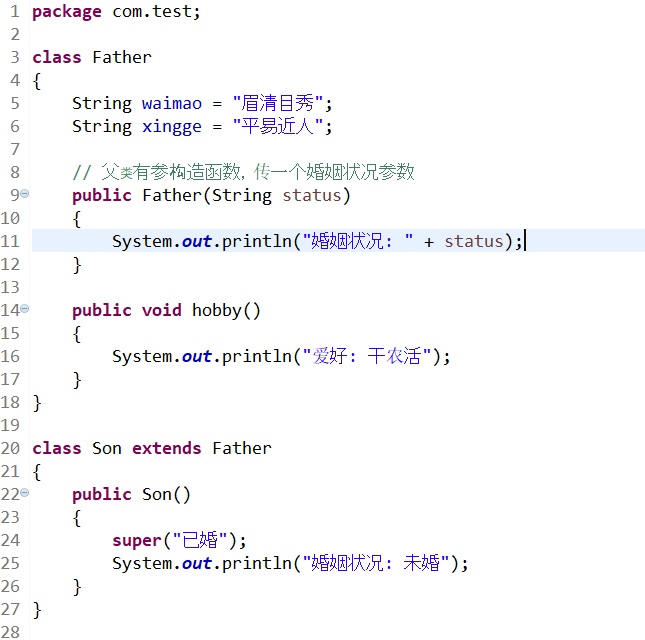 1 package com.test;
2
3 class Father
4 {
5     String waimao = "眉清目秀";
6     String xingge = "平易近人";
7
8     // 父类有参构造函数, 传一个婚姻状况参数
9     public Father(String status)
10     {
11         System.out.println("婚姻状况: " + status);
12     }
13
14     public void hobby()
15     {
16         System.out.println("爱好: 干农活");
17     }
18 }
19
20 class Son extends Father
21 {
22     public Son()
23     {
24         super("已婚");
25         System.out.println("婚姻状况: 未婚");
26     }
27 }
28